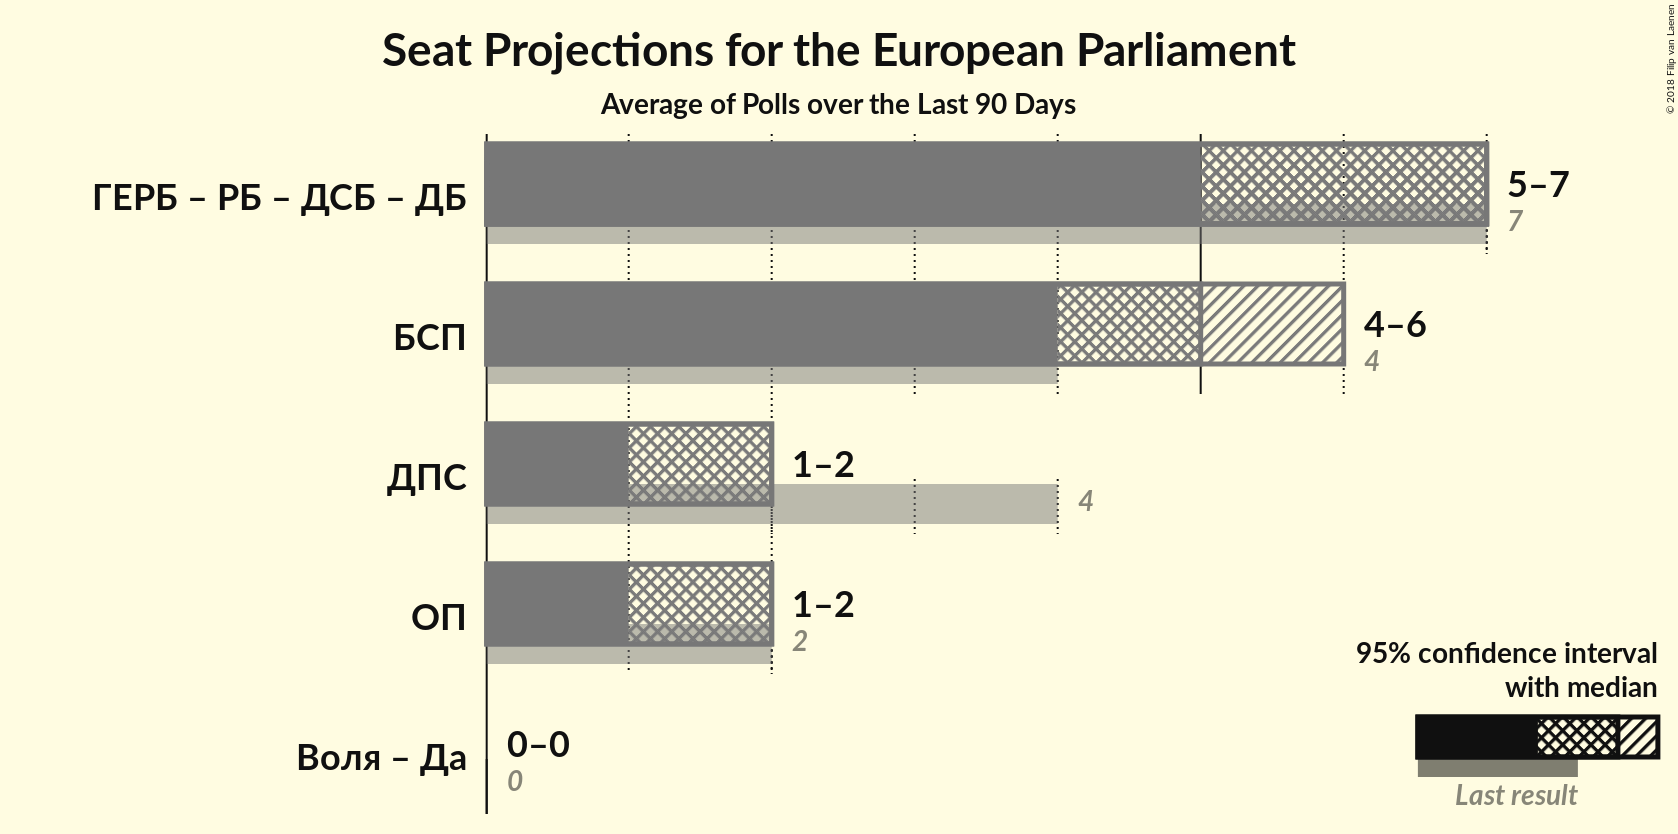 Seat Projections for the European Parliament
Average of Polls over the Last 90 Days
© 2018 Filip van Laenen
ГЕРБ – РБ – ДСБ – ДБ
5–7
7
БСП
4–6
4
ДПС
1–2
4
ОП
1–2
2
Воля – Да
0–0
0
95% confidence interval
with median
Last result